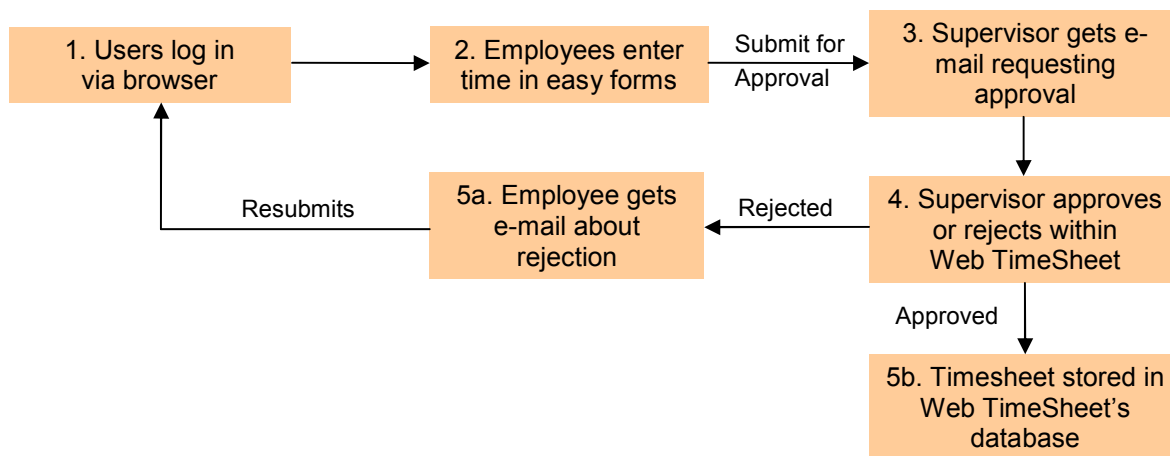 1. Users log in
via browser
2. Employees enter
time in easy forms
Submit for
Approval
3. Supervisor gets e-
mail requesting
approval
4. Supervisor approves
or rejects within
Web TimeSheet
Rejected
5a. Employee gets
e-mail about
rejection
Resubmits
Approved
5b. Timesheet stored in
Web TimeSheet’s
database